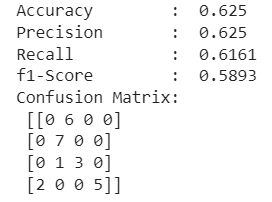 Accuracy : 0.625
Precision : 0.625
Recall : 0.6161
f1-Score : 0.5893
Confusion Matrix:
[[0 6 0 0]
[0 7 0 0]
[0 1 3 0]
[2 0 0 5]]